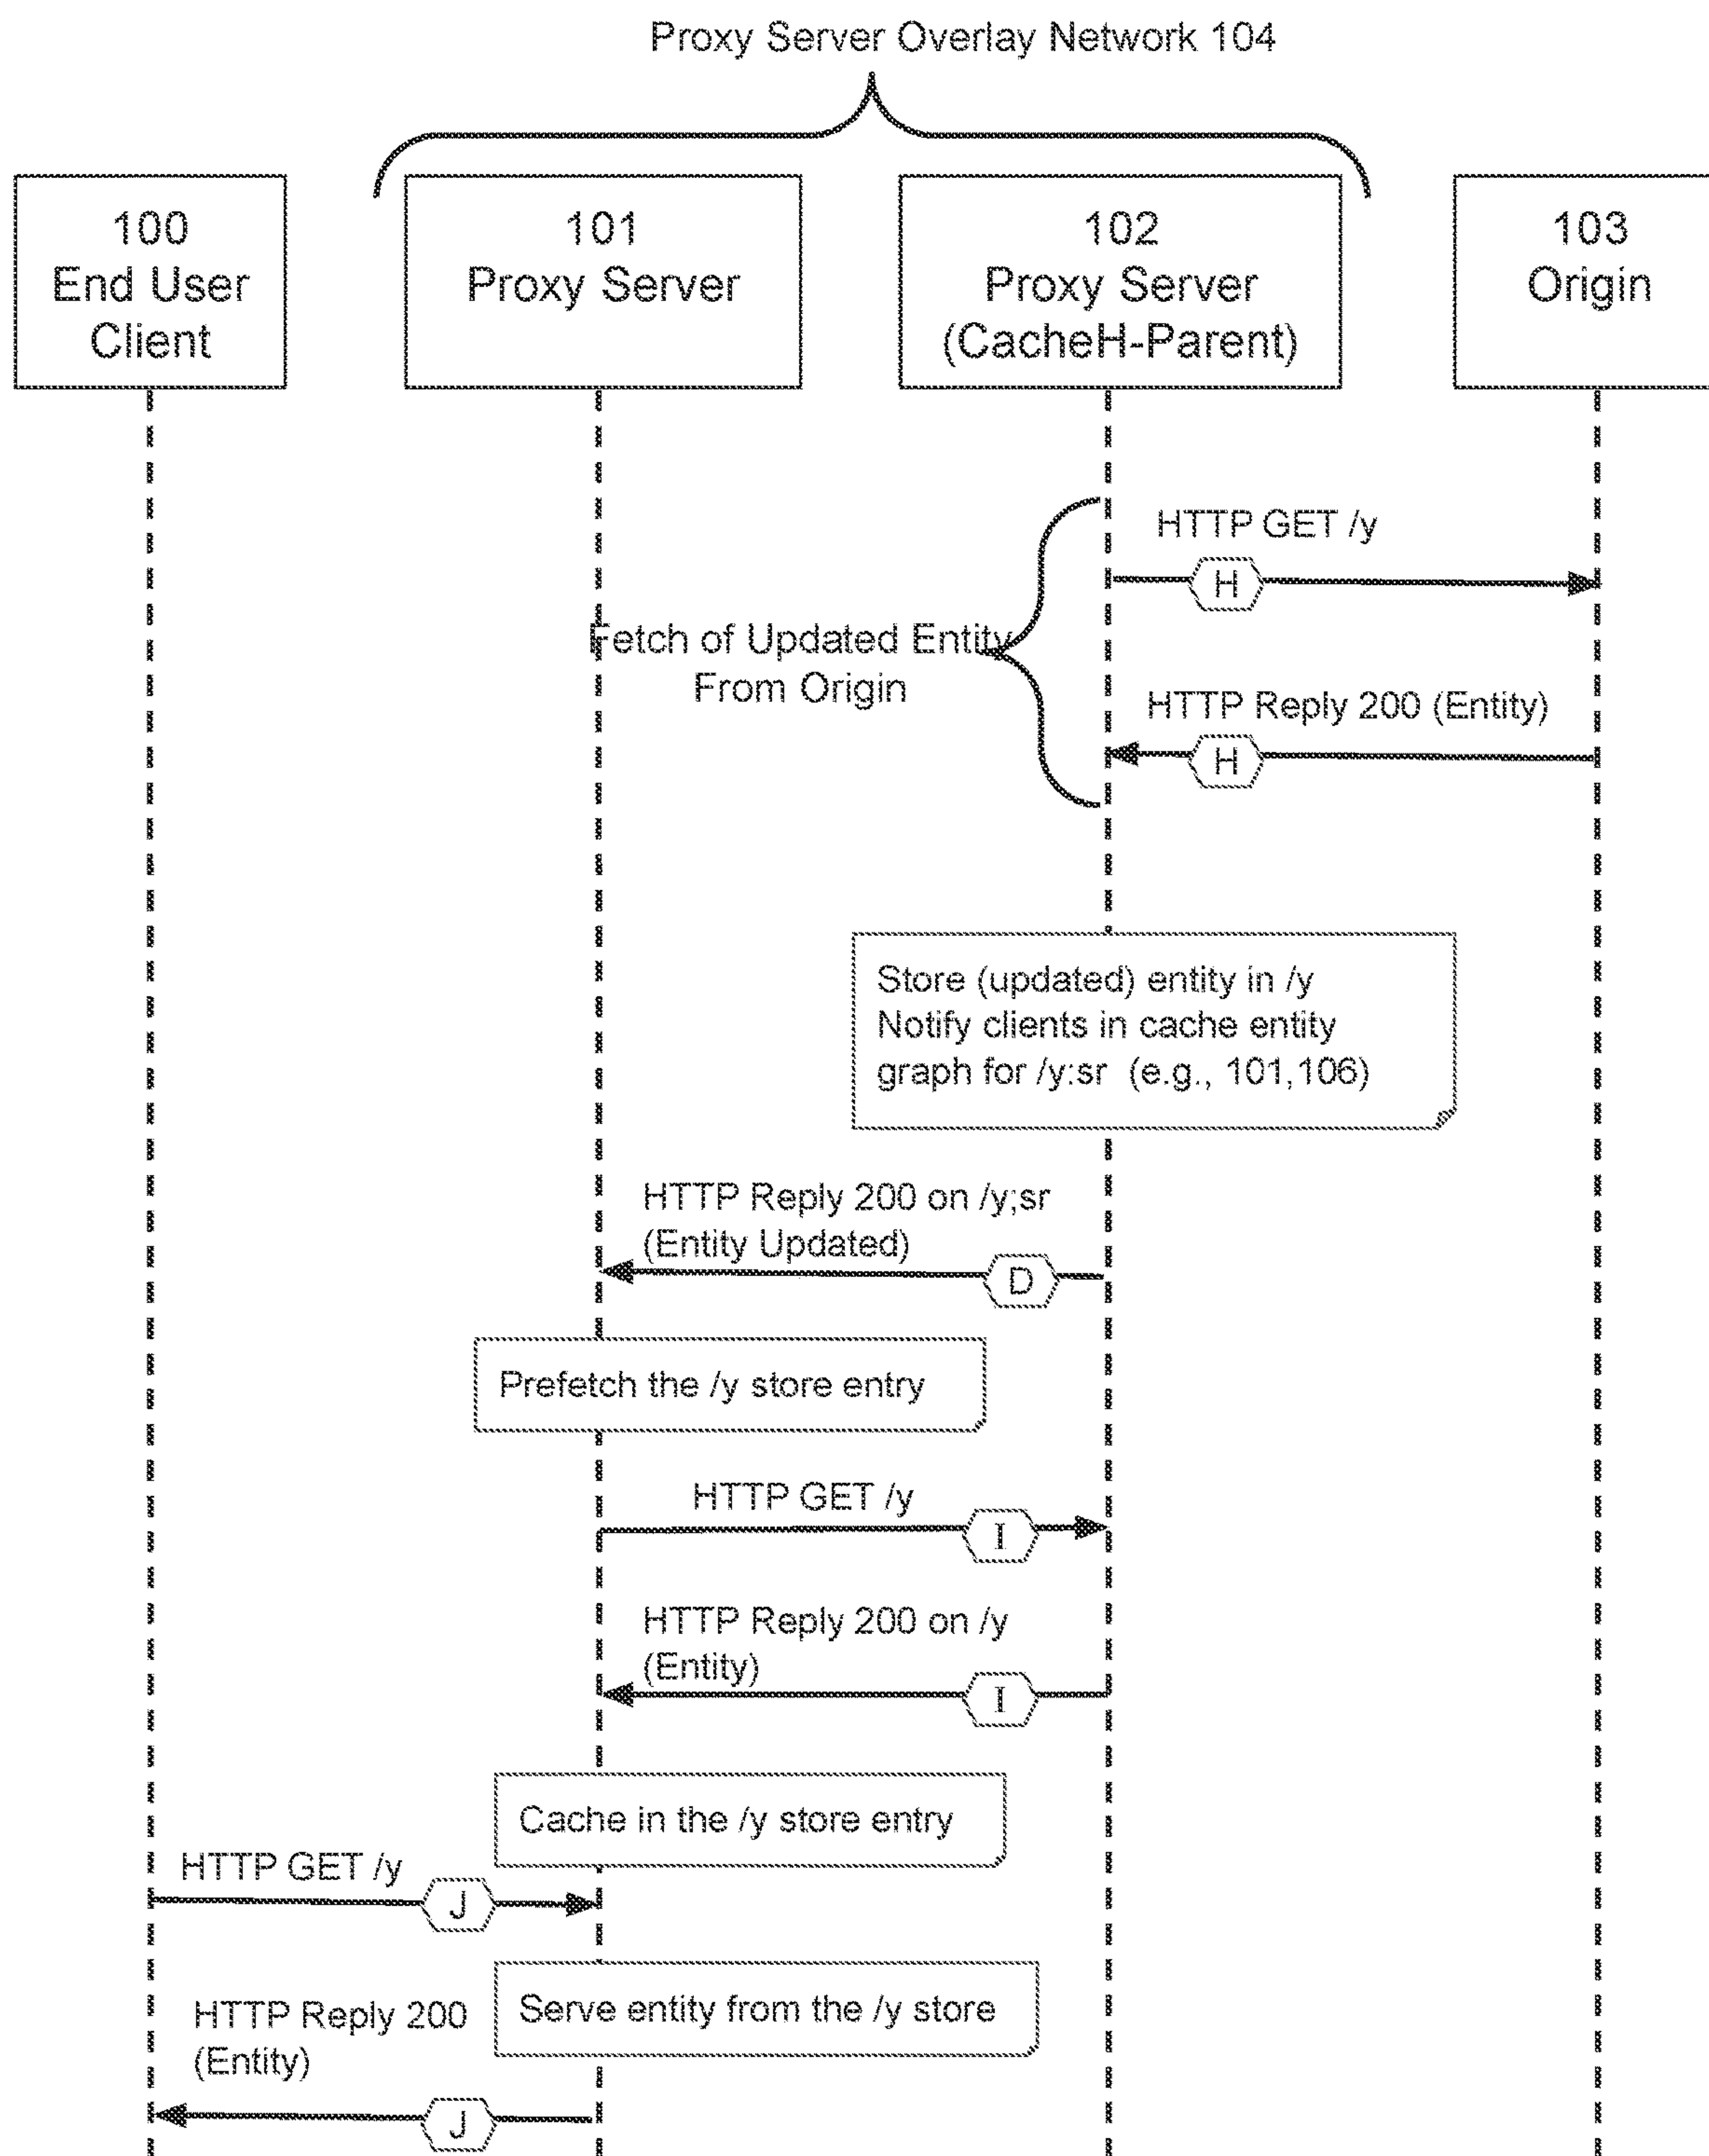 Proxy Server Overlay Network 104
100
End User
Client
101
Proxy Server
102
Proxy Server
(CacheH-Parent)
103
Origin
HTTP GET /y
H
Fetch of Updated Entity
From Origin
HTTP Reply 200 (Entity)
H
Store (updated) entity in /y
Notify clients in cache entity
graph for /y:sr (e.g., 101,106)
HTTP Reply 200 on /y;sr
(Entity Updated)
D
Prefetch the /y store entry
HTTP GET /y
I
HTTP Reply 200 on /y
(Entity)
I
Cache in the /y store entry
HTTP GET /y
J
Serve entity from the /y store
HTTP Reply 200
(Entity)
J